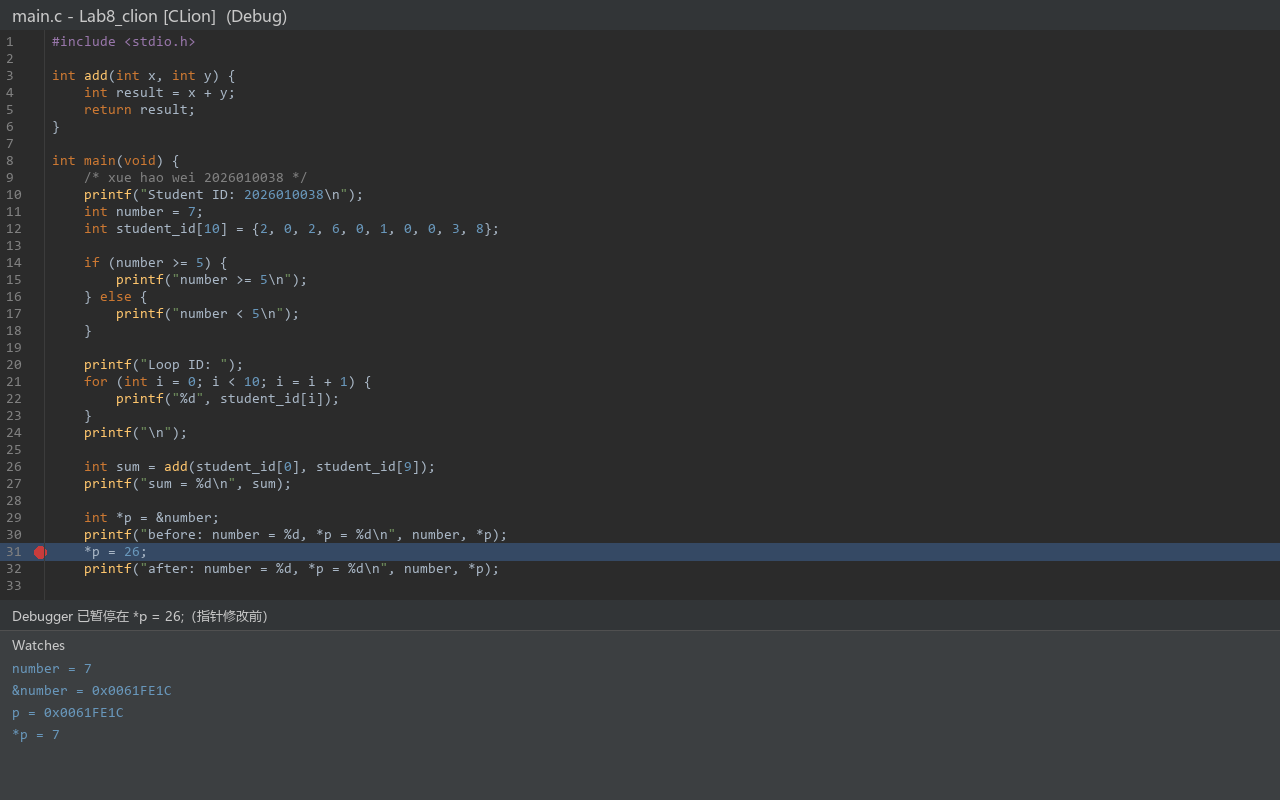 main.c - Lab8_clion [CLion]  (Debug)
1 #include <stdio.h>
2
3 int add(int x, int y) {
4     int result = x + y;
5     return result;
6 }
7
8 int main(void) {
9     /* xue hao wei 2026010038 */
10     printf("Student ID: 2026010038\n");
11     int number = 7;
12     int student_id[10] = {2, 0, 2, 6, 0, 1, 0, 0, 3, 8};
13
14     if (number >= 5) {
15         printf("number >= 5\n");
16     } else {
17         printf("number < 5\n");
18     }
19
20     printf("Loop ID: ");
21     for (int i = 0; i < 10; i = i + 1) {
22         printf("%d", student_id[i]);
23     }
24     printf("\n");
25
26     int sum = add(student_id[0], student_id[9]);
27     printf("sum = %d\n", sum);
28
29     int *p = &number;
30     printf("before: number = %d, *p = %d\n", number, *p);
31     *p = 26;
32     printf("after: number = %d, *p = %d\n", number, *p);
33
Debugger 已暂停在 *p = 26;（指针修改前）
Watches
number = 7
&number = 0x0061FE1C
p = 0x0061FE1C
*p = 7